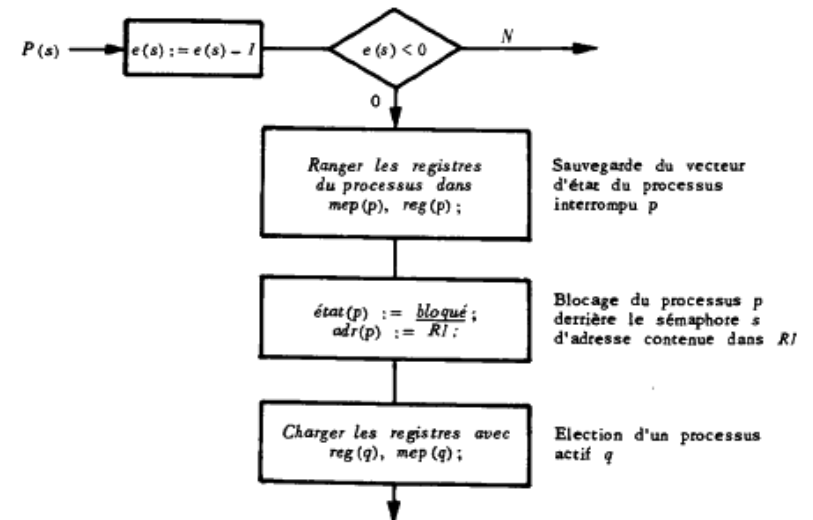 P(s)
e(s) := e(s) - 1
e(s) < 0
N
O
Ranger les registres
du processus dans
mep(p), reg(p);
Sauvegarde du vecteur
d'état du processus
interrompu p
état(p) := bloqué;
adr(p) := R1;
Blocage du processus p
derrière le sémaphore s
d'adresse contenue dans R1
Charger les registres avec
reg(q), mep(q);
Election d'un processus
actif q